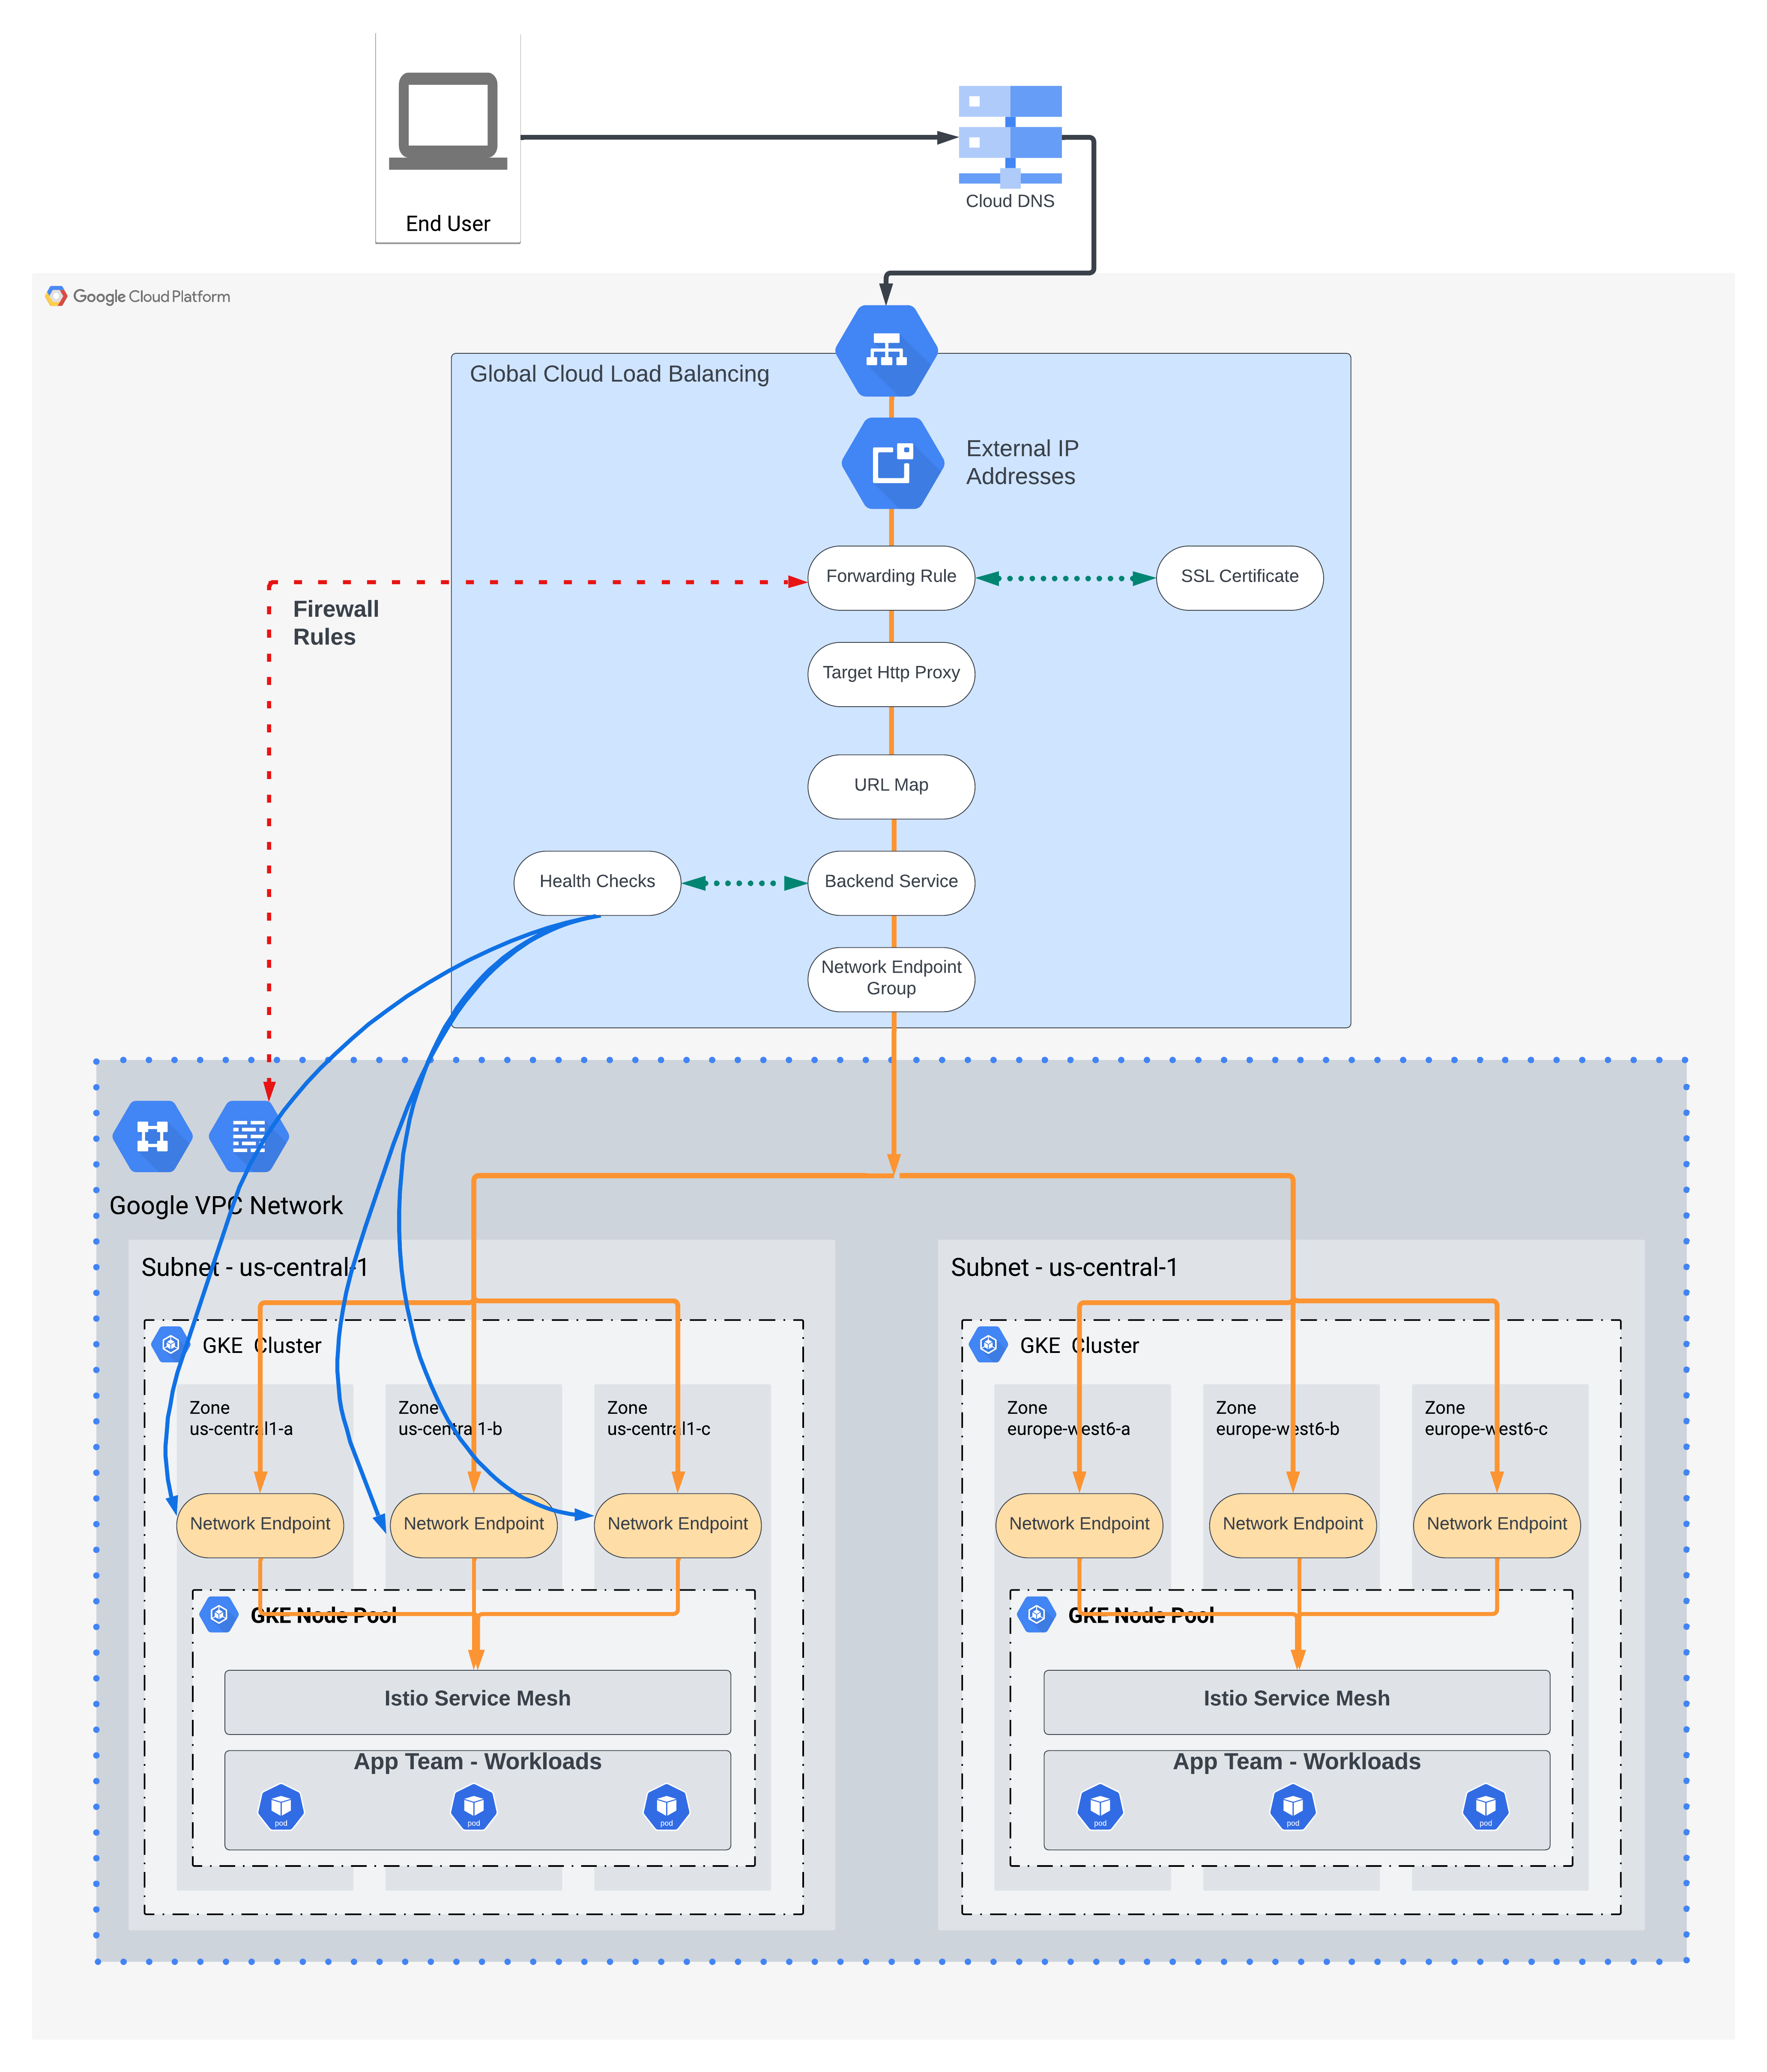 End User
Cloud DNS
Google Cloud Platform
Global Cloud Load Balancing
External IP
Addresses
Forwarding Rule
SSL Certificate
Firewall
Rules
Target Http Proxy
URL Map
Health Checks
Backend Service
Network Endpoint
Group
Google VPC Network
Subnet - us-central-1
GKE Cluster
Zone
us-central1-a
Zone
us-central1-b
Zone
us-central1-c
Network Endpoint
Network Endpoint
Network Endpoint
GKE Node Pool
Istio Service Mesh
App Team - Workloads
pod
pod
pod
Subnet - us-central-1
GKE Cluster
Zone
europe-west6-a
Zone
europe-west6-b
Zone
europe-west6-c
Network Endpoint
Network Endpoint
Network Endpoint
GKE Node Pool
Istio Service Mesh
App Team - Workloads
pod
pod
pod